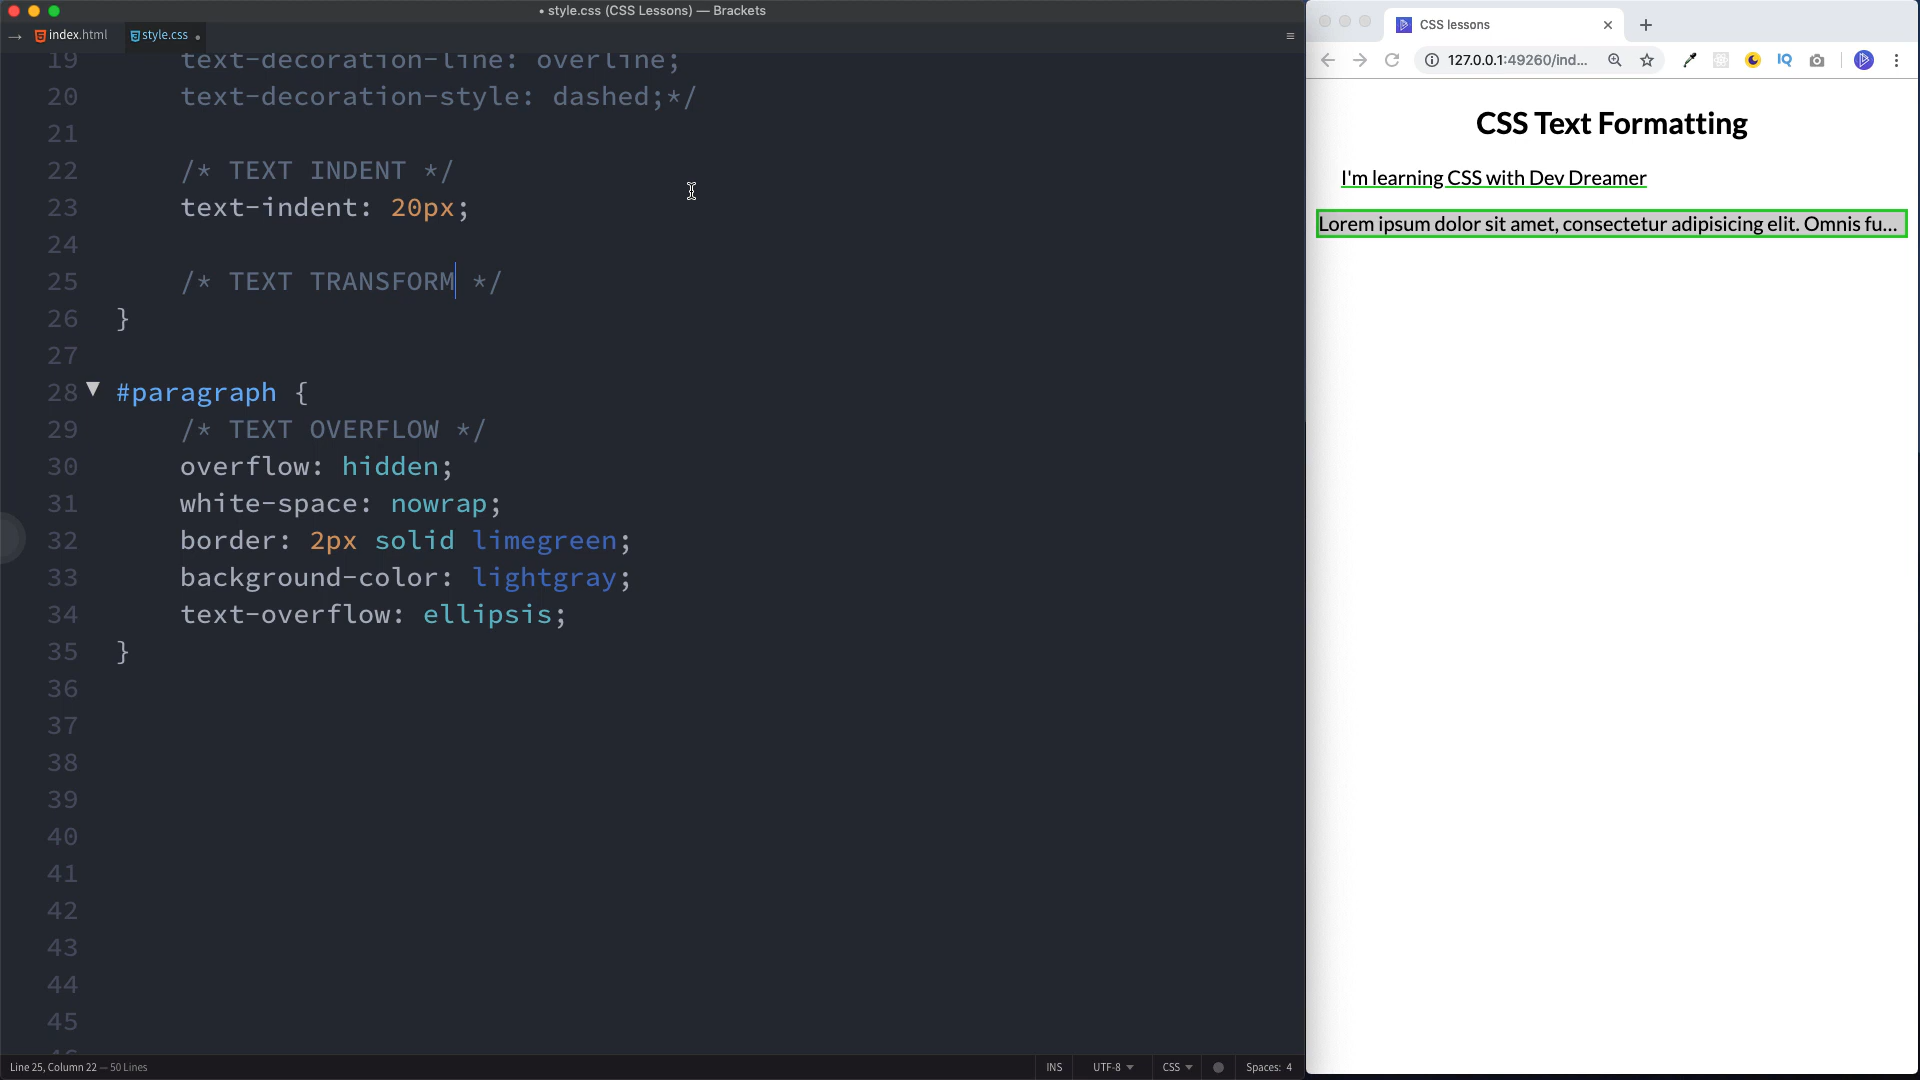 • style.css (CSS Lessons) — Brackets
→ index.html style.css •
19 text-decoration-line: overline;
20 text-decoration-style: dashed;*/
21
22 /* TEXT INDENT */
23 text-indent: 20px;
24
25 /* TEXT TRANSFORM */
26 }
27
28 ▼ #paragraph {
29 /* TEXT OVERFLOW */
30 overflow: hidden;
31 white-space: nowrap;
32 border: 2px solid limegreen;
33 background-color: lightgray;
34 text-overflow: ellipsis;
35 }
36
37
38
39
40
41
42
43
44
45
46
Line 25, Column 22 — 50 Lines
INS UTF-8 CSS Spaces: 4
CSS lessons
127.0.0.1:49260/ind...
IQ
CSS Text Formatting
I'm learning CSS with Dev Dreamer
Lorem ipsum dolor sit amet, consectetur adipisicing elit. Omnis fu...